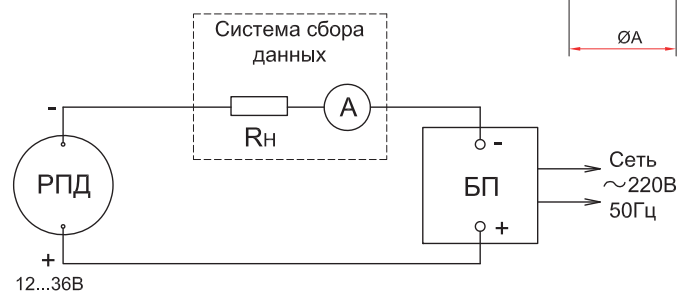 Система сбора
данных
ØA
-
A
Rн
РПД
-
БП
+
Сеть
~220В
50Гц
+
12...36В